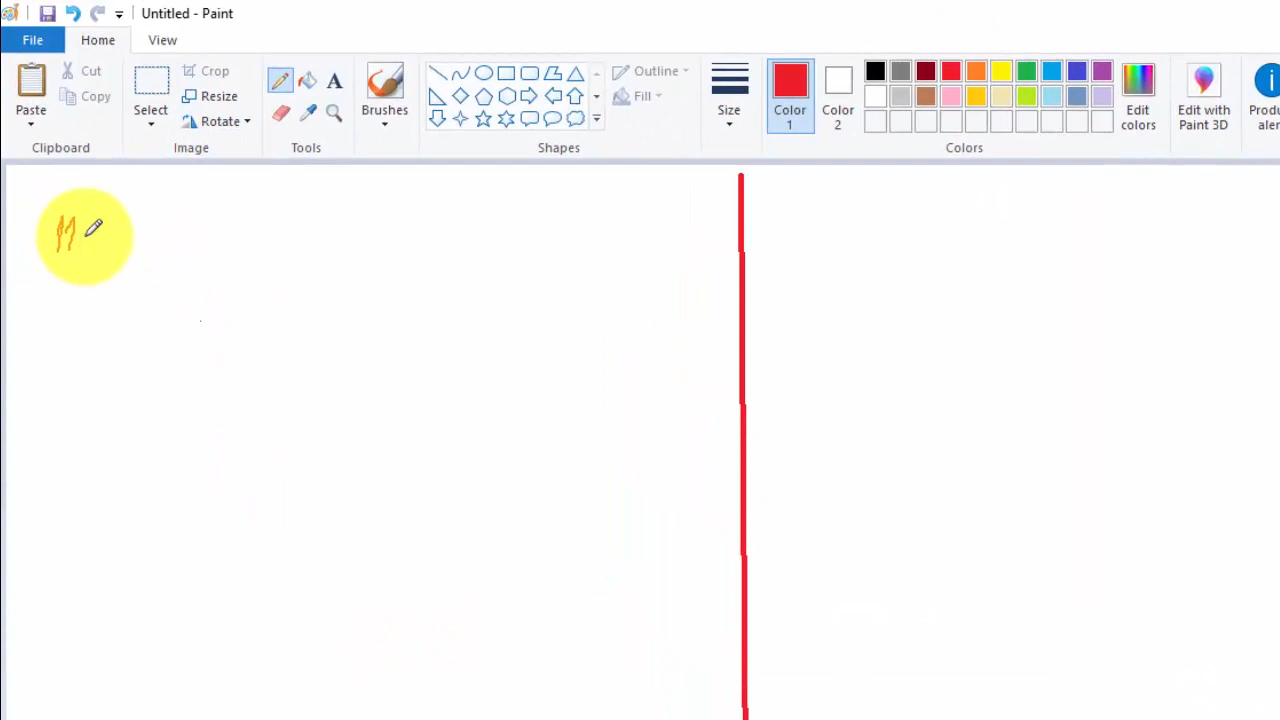 Untitled - Paint
File Home View
Paste
Cut
Copy
Clipboard
Select
Crop
Resize
Rotate
Image
A
Tools
Brushes
Outline
Fill
Shapes
Size
Color 1
Color 2
Edit colors
Colors
Edit with Paint 3D
11